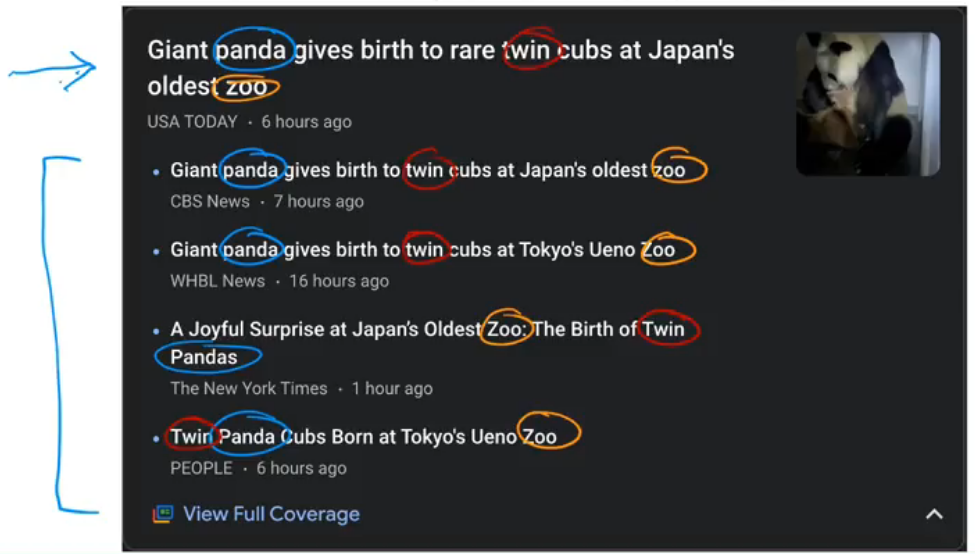 Giant panda gives birth to rare twin cubs at Japan's
oldest zoo
USA TODAY · 6 hours ago
• Giant panda gives birth to twin cubs at Japan's oldest zoo
CBS News · 7 hours ago
• Giant panda gives birth to twin cubs at Tokyo's Ueno Zoo
WHBL News · 16 hours ago
• A Joyful Surprise at Japan’s Oldest Zoo: The Birth of Twin
Pandas
The New York Times · 1 hour ago
• Twin Panda Cubs Born at Tokyo's Ueno Zoo
PEOPLE · 6 hours ago
View Full Coverage